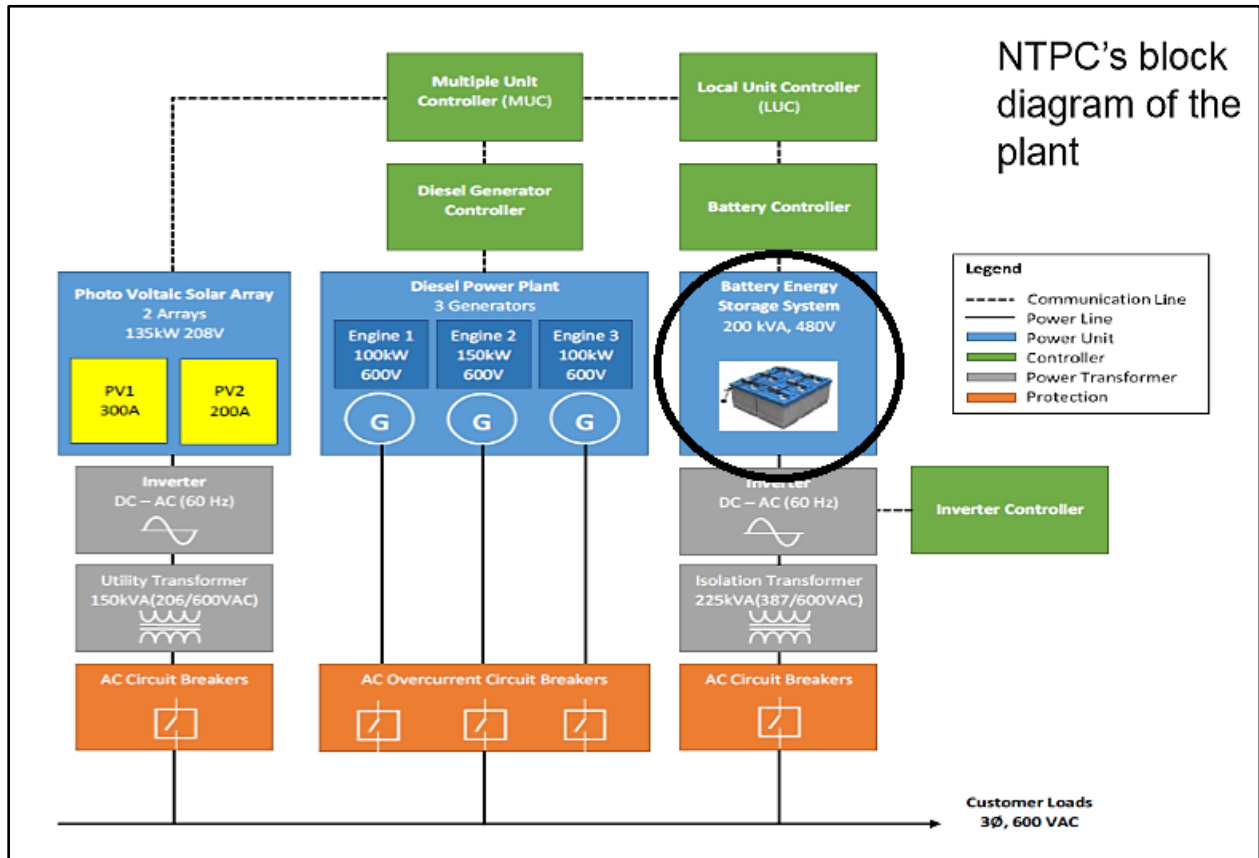 NTPC's block
diagram of the
plant
Multiple Unit
Controller (MUC)
Local Unit Controller
(LUC)
Diesel Generator
Controller
Battery Controller
Photo Voltaic Solar Array
2 Arrays
135kW 208V
PV1
300A
PV2
200A
Diesel Power Plant
3 Generators
Engine 1
100kW
600V
Engine 2
150kW
600V
Engine 3
100kW
600V
G
G
G
Battery Energy
Storage System
200 kVA, 480V
Legend
Communication Line
Power Line
Power Unit
Controller
Power Transformer
Protection
Inverter
DC – AC (60 Hz)
Inverter
DC – AC (60 Hz)
Inverter Controller
Utility Transformer
150kVA(206/600VAC)
Isolation Transformer
225kVA(387/600VAC)
AC Circuit Breakers
AC Overcurrent Circuit Breakers
AC Circuit Breakers
Customer Loads
3Ø, 600 VAC